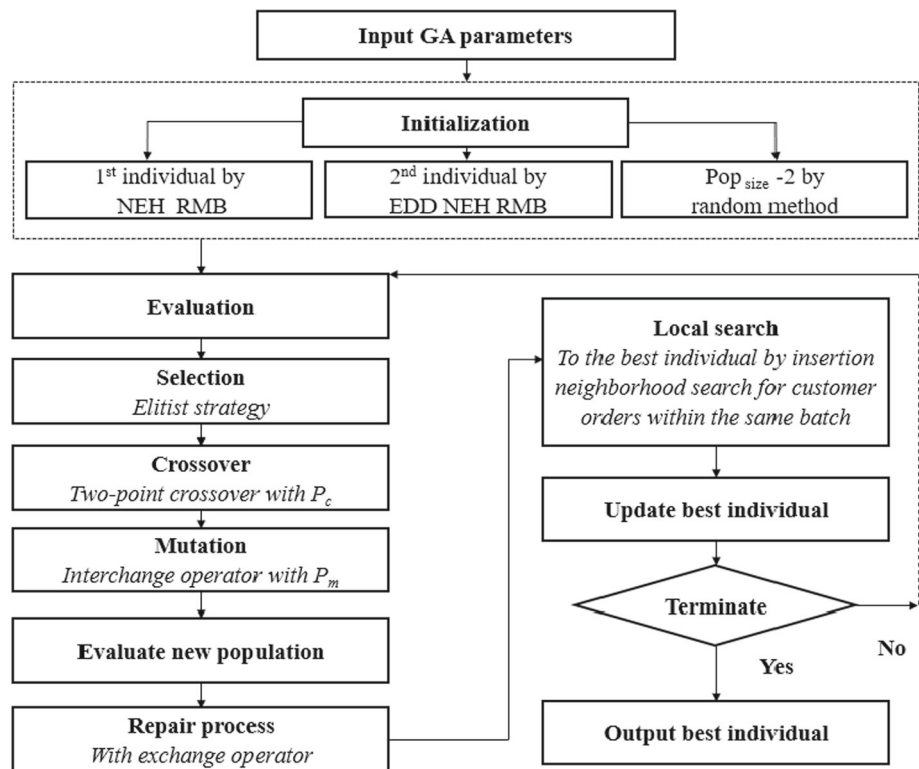 Input GA parameters
Initialization
1st individual by
NEH RMB
2nd individual by
EDD NEH RMB
Pop size -2 by
random method
Evaluation
Selection
Elitist strategy
Crossover
Two-point crossover with Pc
Mutation
Interchange operator with Pm
Evaluate new population
Repair process
With exchange operator
Local search
To the best individual by insertion
neighborhood search for customer
orders within the same batch
Update best individual
Terminate
No
Yes
Output best individual